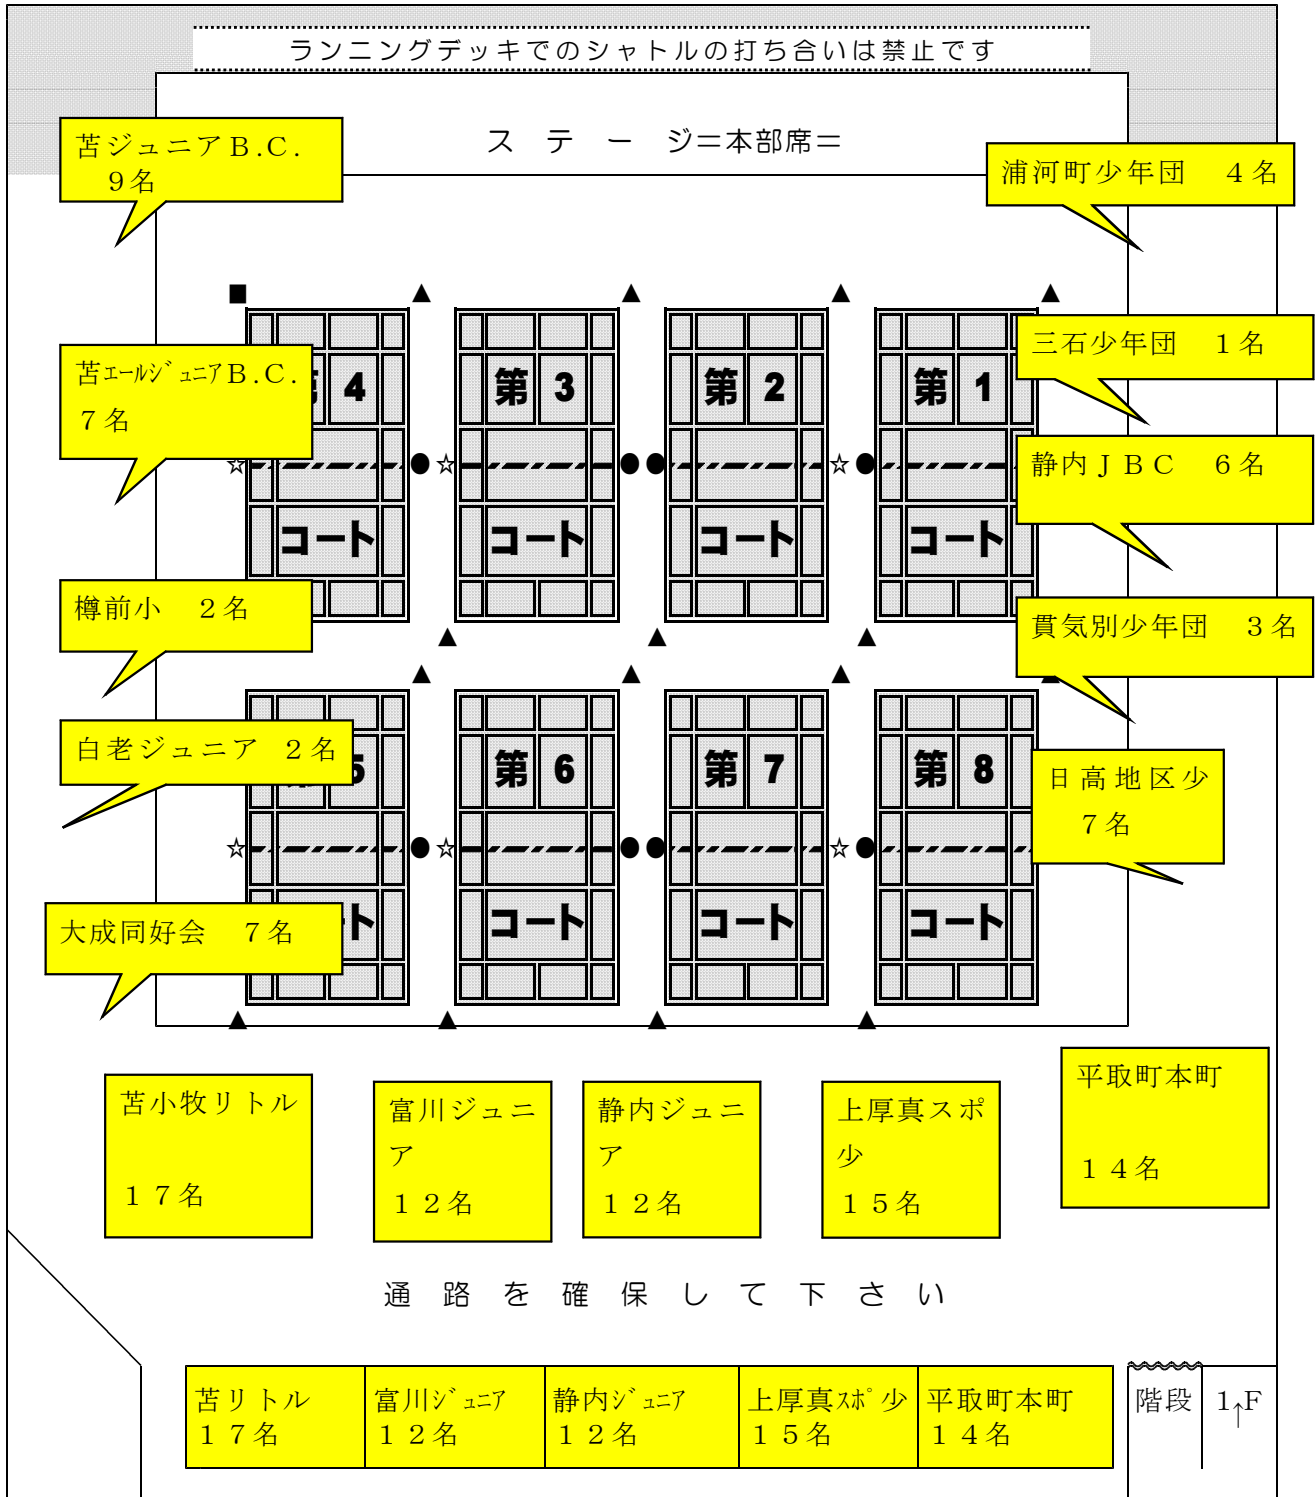 ランニングデッキでのシャトルの打ち合いは禁止です
ステージ＝本部席＝
苫ジュニアＢ.Ｃ.
９名
浦河町少年団　４名
苫エールジュニアＢ.Ｃ.
７名
三石少年団　１名
静内ＪＢＣ　６名
第4
コート
第3
コート
第2
コート
第1
コート
樽前小　２名
貫気別少年団　３名
白老ジュニア　２名
日高地区少
７名
大成同好会　７名
5
ート
第6
コート
第7
コート
第8
コート
苫小牧リトル
１７名
富川ジュニ
ア
１２名
静内ジュニ
ア
１２名
上厚真スポ
少
１５名
平取町本町
１４名
通路を確保して下さい
苫リトル
１７名
富川ジュニア
１２名
静内ジュニア
１２名
上厚真スポ少
１５名
平取町本町
１４名
階段
1↑F